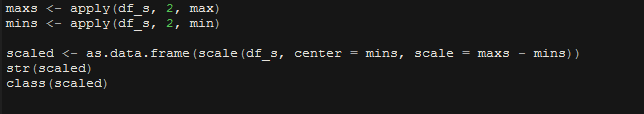 maxs <- apply(df_s, 2, max)
mins <- apply(df_s, 2, min)
scaled <- as.data.frame(scale(df_s, center = mins, scale = maxs - mins))
str(scaled)
class(scaled)